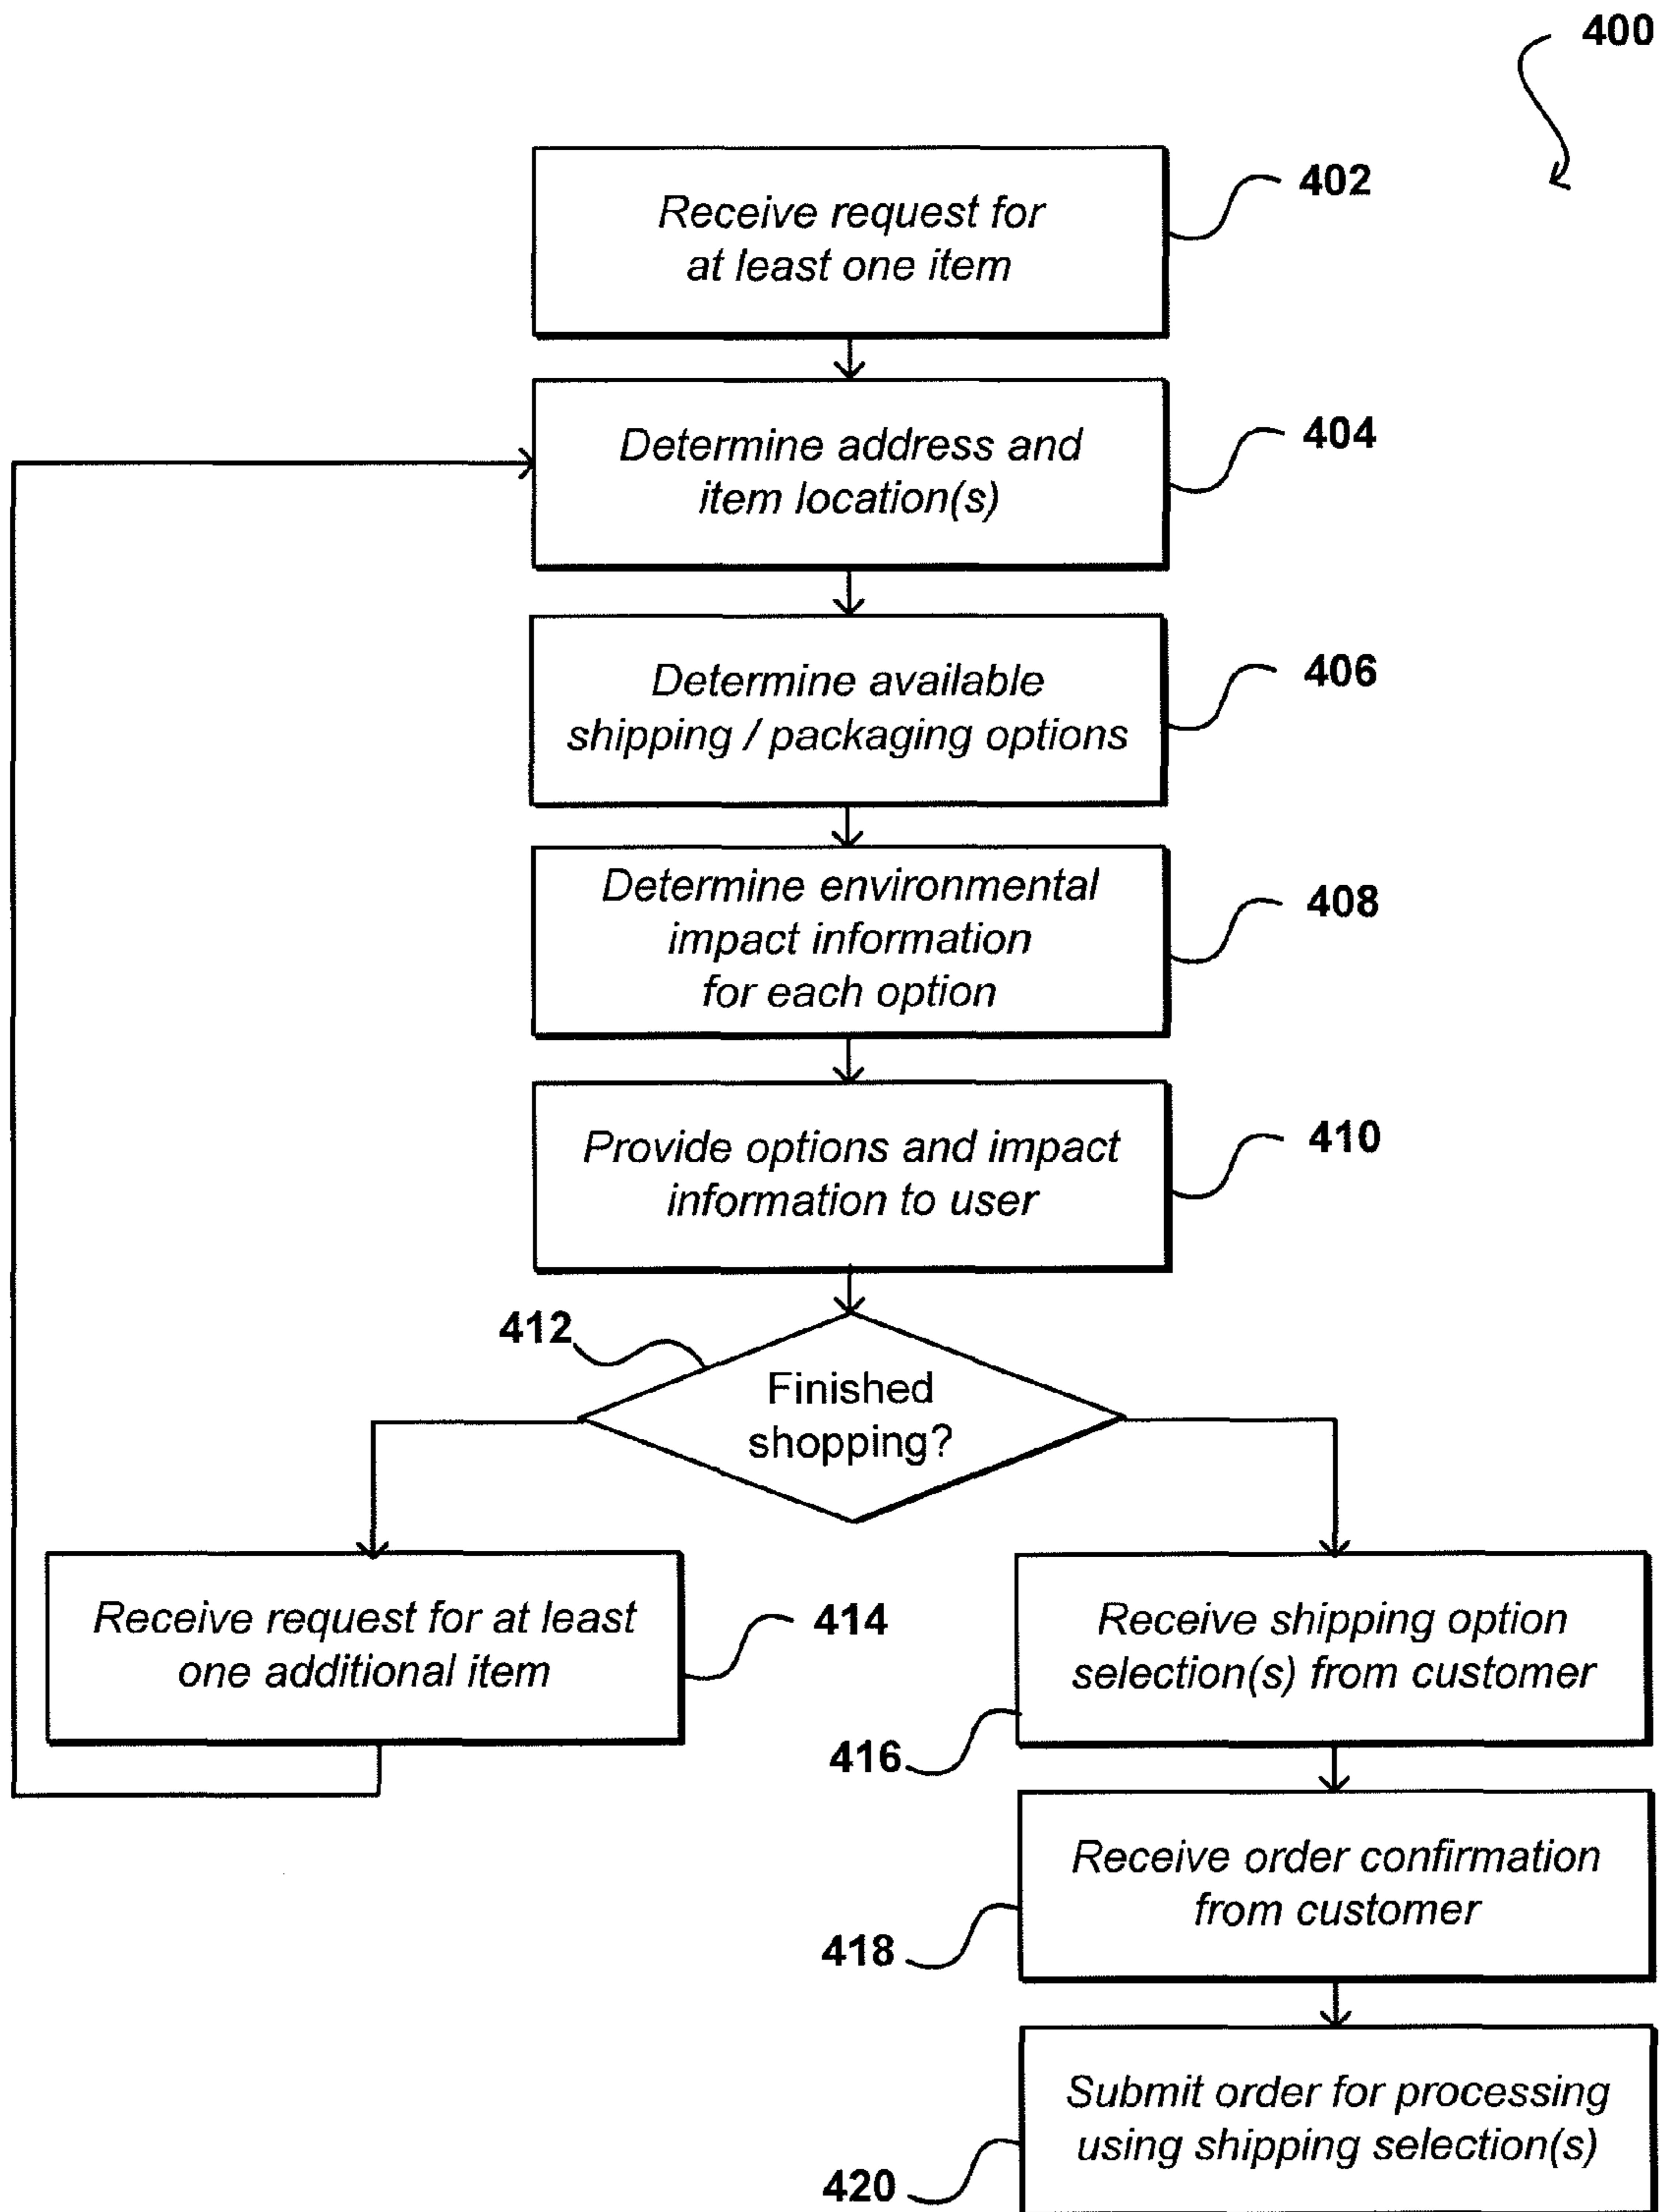 400
Receive request for
at least one item
402
Determine address and
item location(s)
404
Determine available
shipping / packaging options
406
Determine environmental
impact information
for each option
408
Provide options and impact
information to user
410
412
Finished
shopping?
Receive request for at least
one additional item
414
Receive shipping option
selection(s) from customer
416
Receive order confirmation
from customer
418
Submit order for processing
using shipping selection(s)
420